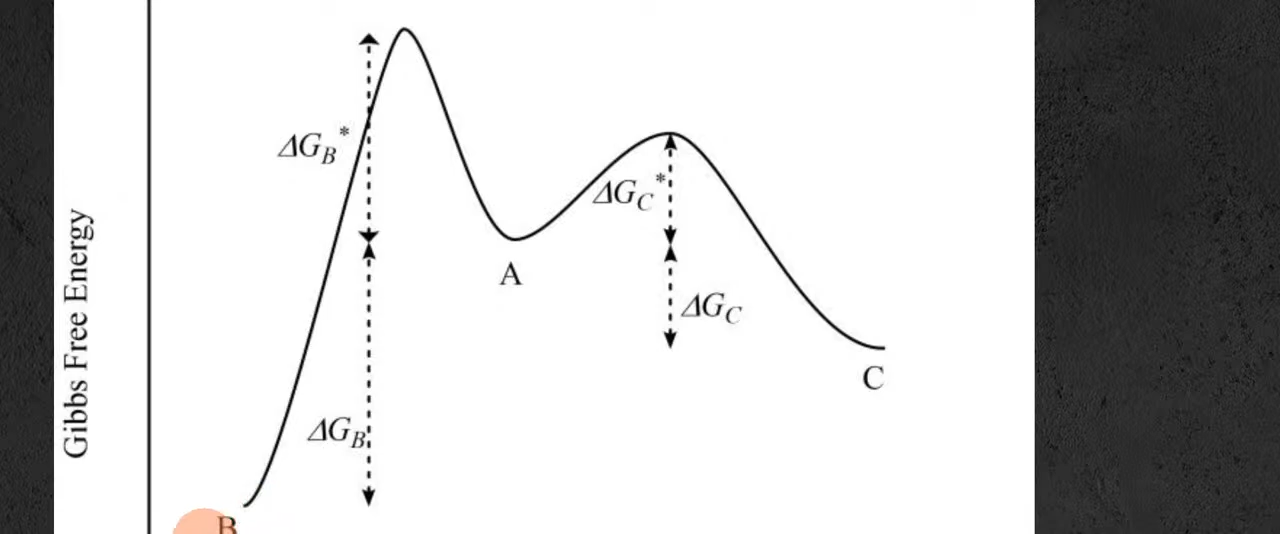 ΔG_B*
ΔG_C*
A
ΔG_C
C
ΔG_B
B
Gibbs Free Energy